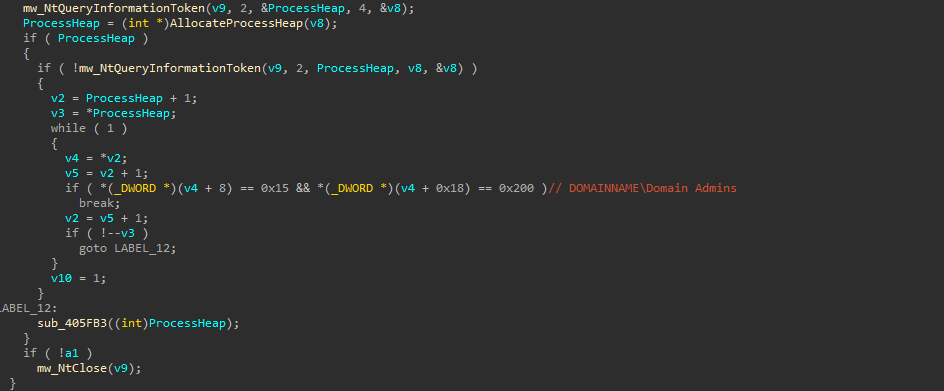 mw_NtQueryInformationToken(v9, 2, &ProcessHeap, 4, &v8);
ProcessHeap = (int *)AllocateProcessHeap(v8);
if ( ProcessHeap )
{
if ( !mw_NtQueryInformationToken(v9, 2, ProcessHeap, v8, &v8) )
{
v2 = ProcessHeap + 1;
v3 = *ProcessHeap;
while ( 1 )
{
v4 = *v2;
v5 = v2 + 1;
if ( *(_DWORD *)(v4 + 8) == 0x15 && *(_DWORD *)(v4 + 0x18) == 0x200 )// DOMAINNAME\Domain Admins
break;
v2 = v5 + 1;
if ( !--v3 )
goto LABEL_12;
}
v10 = 1;
}
LABEL_12:
sub_405FB3((int)ProcessHeap);
}
if ( !a1 )
mw_NtClose(v9);
}